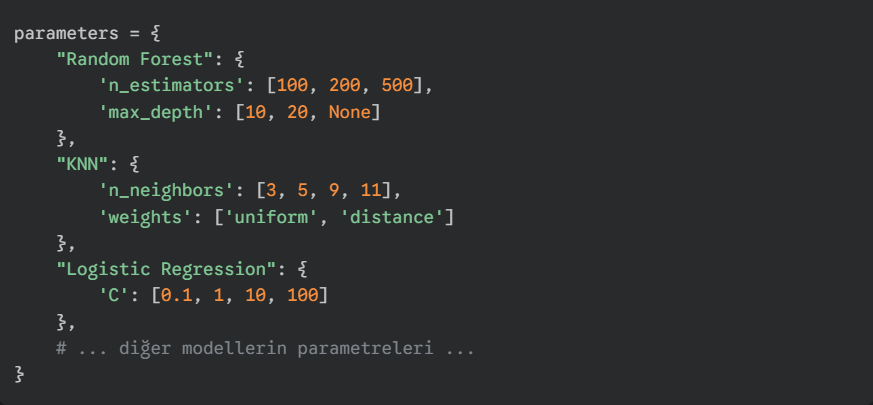 parameters = {
    "Random Forest": {
        'n_estimators': [100, 200, 500],
        'max_depth': [10, 20, None]
    },
    "KNN": {
        'n_neighbors': [3, 5, 9, 11],
        'weights': ['uniform', 'distance']
    },
    "Logistic Regression": {
        'C': [0.1, 1, 10, 100]
    },
    # ... diğer modellerin parametreleri ...
}